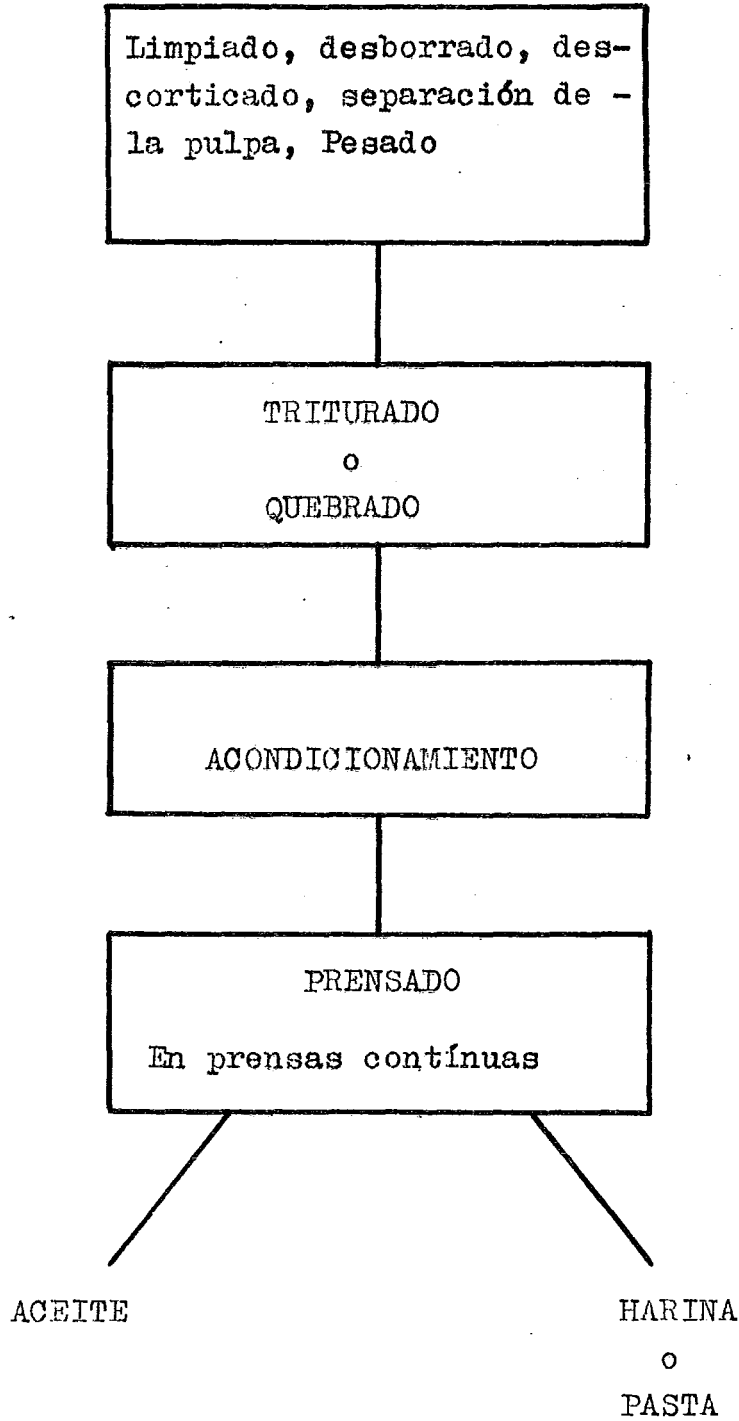 Limpiado, desborrado, des-
corticado, separación de -
la pulpa, Pesado
TRITURADO
o
QUEBRADO
ACONDICIONAMIENTO
PRENSADO
En prensas contínuas
ACEITE
HARINA
o
PASTA